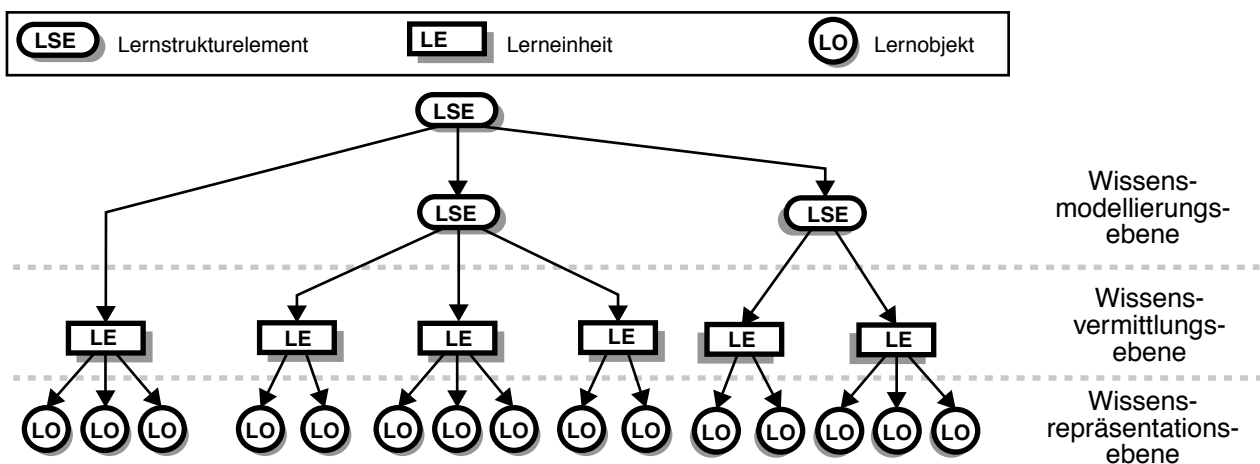 LSE Lernstrukturelement LE Lerneinheit LO Lernobjekt
LSE
LSE LSE
Wissens-
modellierungs-
ebene
LE LE LE LE LE LE
Wissens-
vermittlungs-
ebene
LO LO LO LO LO LO LO LO LO LO LO LO LO LO LO
Wissens-
repräsentations-
ebene